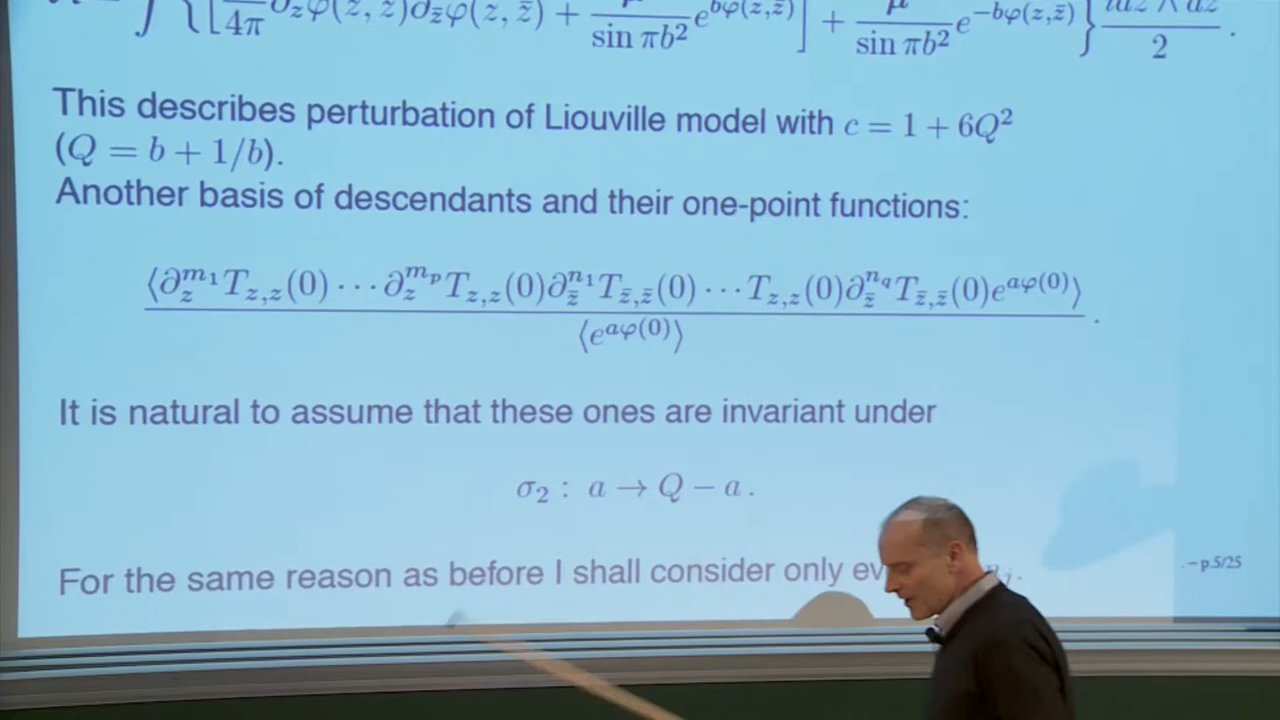 ∫ { [ 1/4π ∂_z φ(z, z̄)∂_z̄ φ(z, z̄) + /sin πb² e^{bφ(z,z̄)} ] + μ/sin πb² e^{−bφ(z,z̄)} } idz ∧ dz̄/2 .
This describes perturbation of Liouville model with c = 1 + 6Q²
(Q = b + 1/b).
Another basis of descendants and their one-point functions:
⟨∂_z^{m_1} T_{z,z}(0) ··· ∂_z^{m_p} T_{z,z}(0)∂_z̄^{n_1} T_{z̄,z̄}(0) ··· T_{z,z}(0)∂_z̄^{n_q} T_{z̄,z̄}(0)e^{aφ(0)}⟩
⟨e^{aφ(0)}⟩ .
It is natural to assume that these ones are invariant under
σ₂ : a → Q − a .
For the same reason as before I shall consider only
– p.5/25